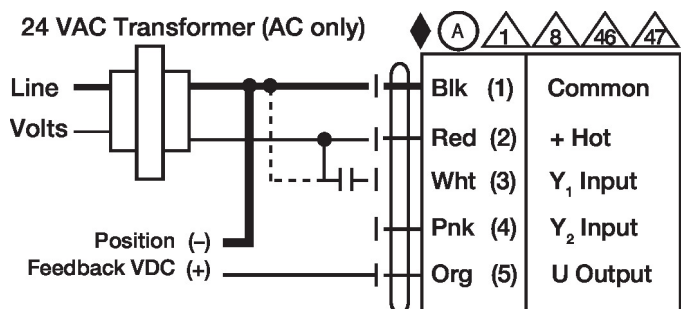 24 VAC Transformer (AC only)
A 1 8 46 47
Line
Volts
Blk (1) Common
Red (2) + Hot
Wht (3) Y1 Input
Pnk (4) Y2 Input
Position (–)
Feedback VDC (+)
Org (5) U Output